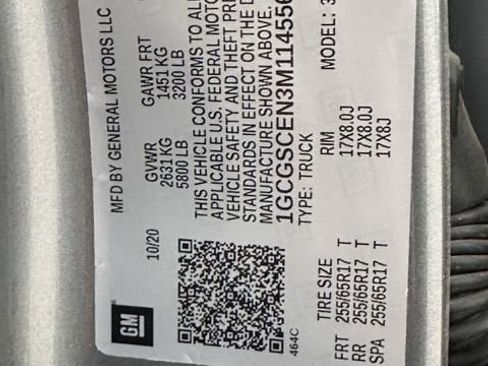 MFD BY GENERAL MOTORS LLC
10/20
GVWR GAWR FRT
2631 KG 1451 KG
5800 LB 3200 LB
THIS VEHICLE CONFORMS TO AL
APPLICABLE U.S. FEDERAL MOTO
VEHICLE SAFETY AND THEFT PRE
STANDARDS IN EFFECT ON THE D
MANUFACTURE SHOWN ABOVE.
1GCGSCEN3M114556
TYPE: TRUCK MODEL: 3
GM
464C
TIRE SIZE RIM
FRT 255/65R17 T 17X8.0J
RR 255/65R17 T 17X8.0J
SPA 255/65R17 T 17X8J